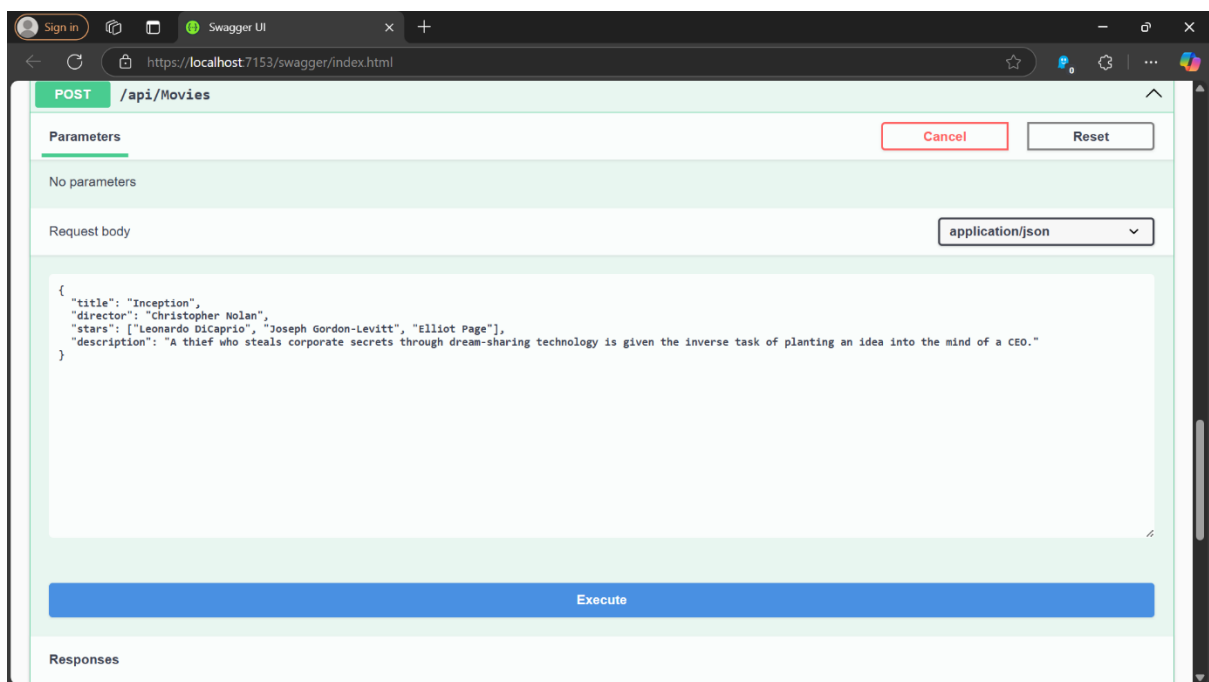 Sign in
Swagger UI
https://localhost:7153/swagger/index.html
0
POST /api/Movies
Parameters
Cancel
Reset
No parameters
Request body
application/json
{
"title": "Inception",
"director": "Christopher Nolan",
"stars": ["Leonardo DiCaprio", "Joseph Gordon-Levitt", "Elliot Page"],
"description": "A thief who steals corporate secrets through dream-sharing technology is given the inverse task of planting an idea into the mind of a CEO."
}
Execute
Responses